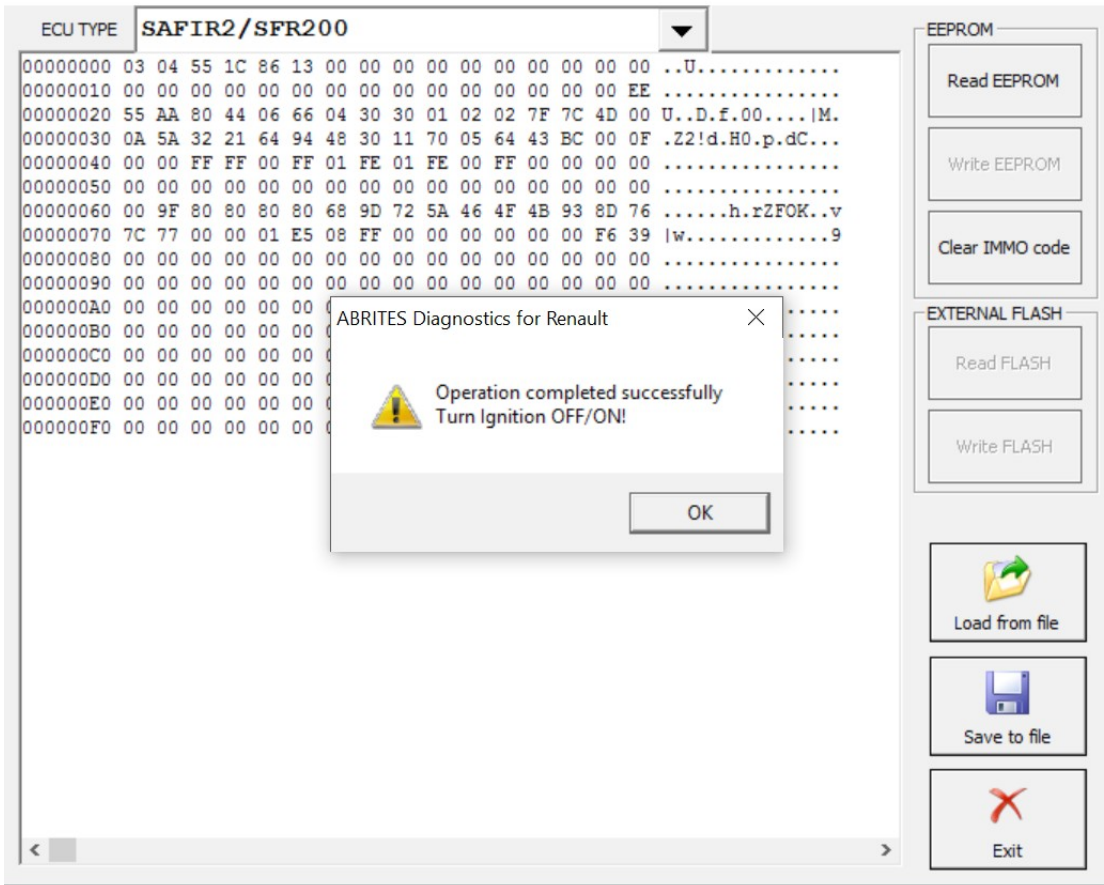 ECU TYPE SAFIR2/SFR200
00000000 03 04 55 1C 86 13 00 00 00 00 00 00 00 00 00 00 ..U.............
00000010 00 00 00 00 00 00 00 00 00 00 00 00 00 00 00 EE ................
00000020 55 AA 80 44 06 66 04 30 30 01 02 02 7F 7C 4D 00 U..D.f.00....|M.
00000030 0A 5A 32 21 64 94 48 30 11 70 05 64 43 BC 00 0F .Z2!d.H0.p.dC...
00000040 00 00 FF FF 00 FF 01 FE 01 FE 00 FF 00 00 00 00 ................
00000050 00 00 00 00 00 00 00 00 00 00 00 00 00 00 00 00 ................
00000060 00 9F 80 80 80 80 68 9D 72 5A 46 4F 4B 93 8D 76 ......h.rZFOK..v
00000070 7C 77 00 00 01 E5 08 FF 00 00 00 00 00 00 F6 39 |w.............9
00000080 00 00 00 00 00 00 00 00 00 00 00 00 00 00 00 00 ................
00000090 00 00 00 00 00 00 00 00 00 00 00 00 00 00 00 00 ................
000000A0 00 00 00 00 00 00 .....
000000B0 00 00 00 00 00 00 .....
000000C0 00 00 00 00 00 00 .....
000000D0 00 00 00 00 00 00 .....
000000E0 00 00 00 00 00 00 .....
000000F0 00 00 00 00 00 00 .....
ABRITES Diagnostics for Renault
Operation completed successfully
Turn Ignition OFF/ON!
OK
EEPROM
Read EEPROM
Write EEPROM
Clear IMMO code
EXTERNAL FLASH
Read FLASH
Write FLASH
Load from file
Save to file
Exit